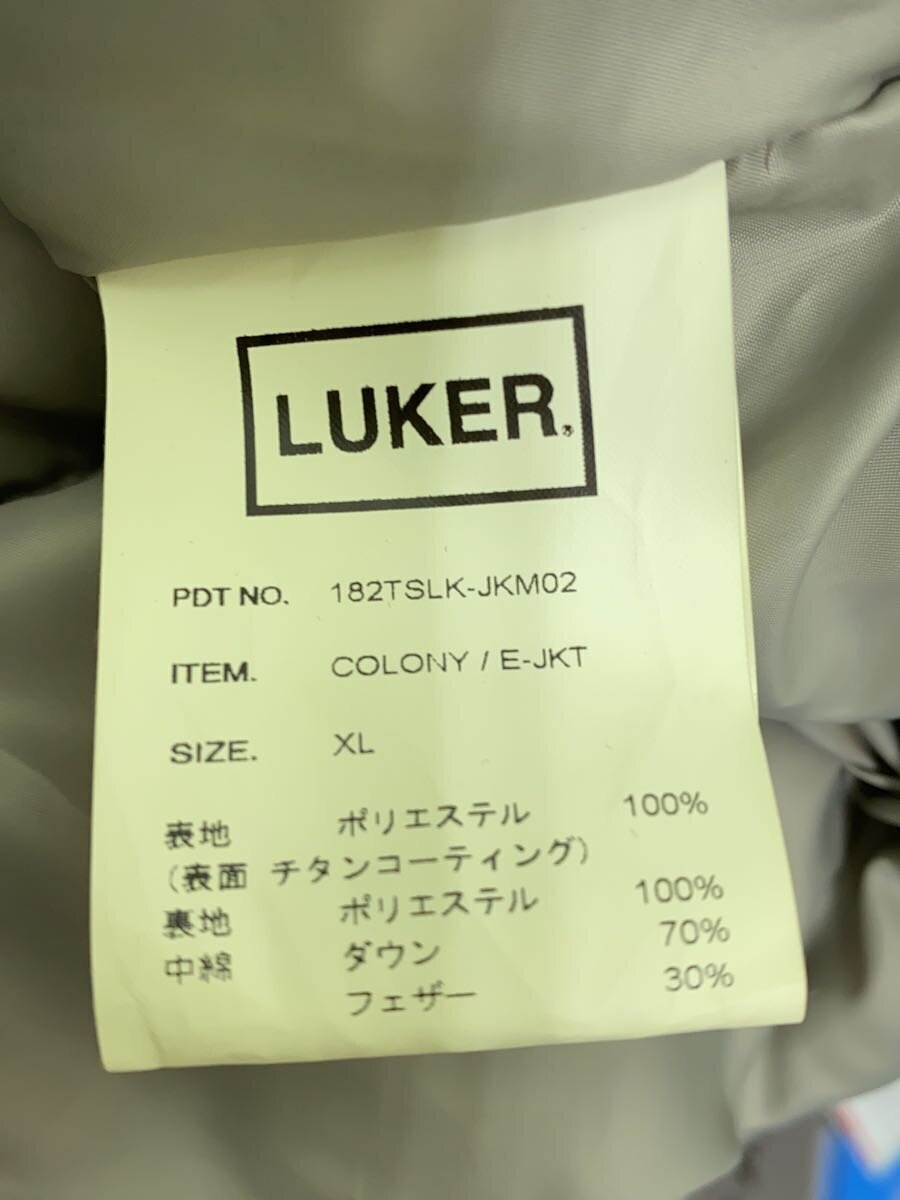 LUKER.
PDT NO. 182TSLK-JKM02
ITEM. COLONY / E-JKT
SIZE. XL
表地 ポリエステル 100%
(表面 チタンコーティング)
裏地 ポリエステル 100%
中綿 ダウン 70%
フェザー 30%